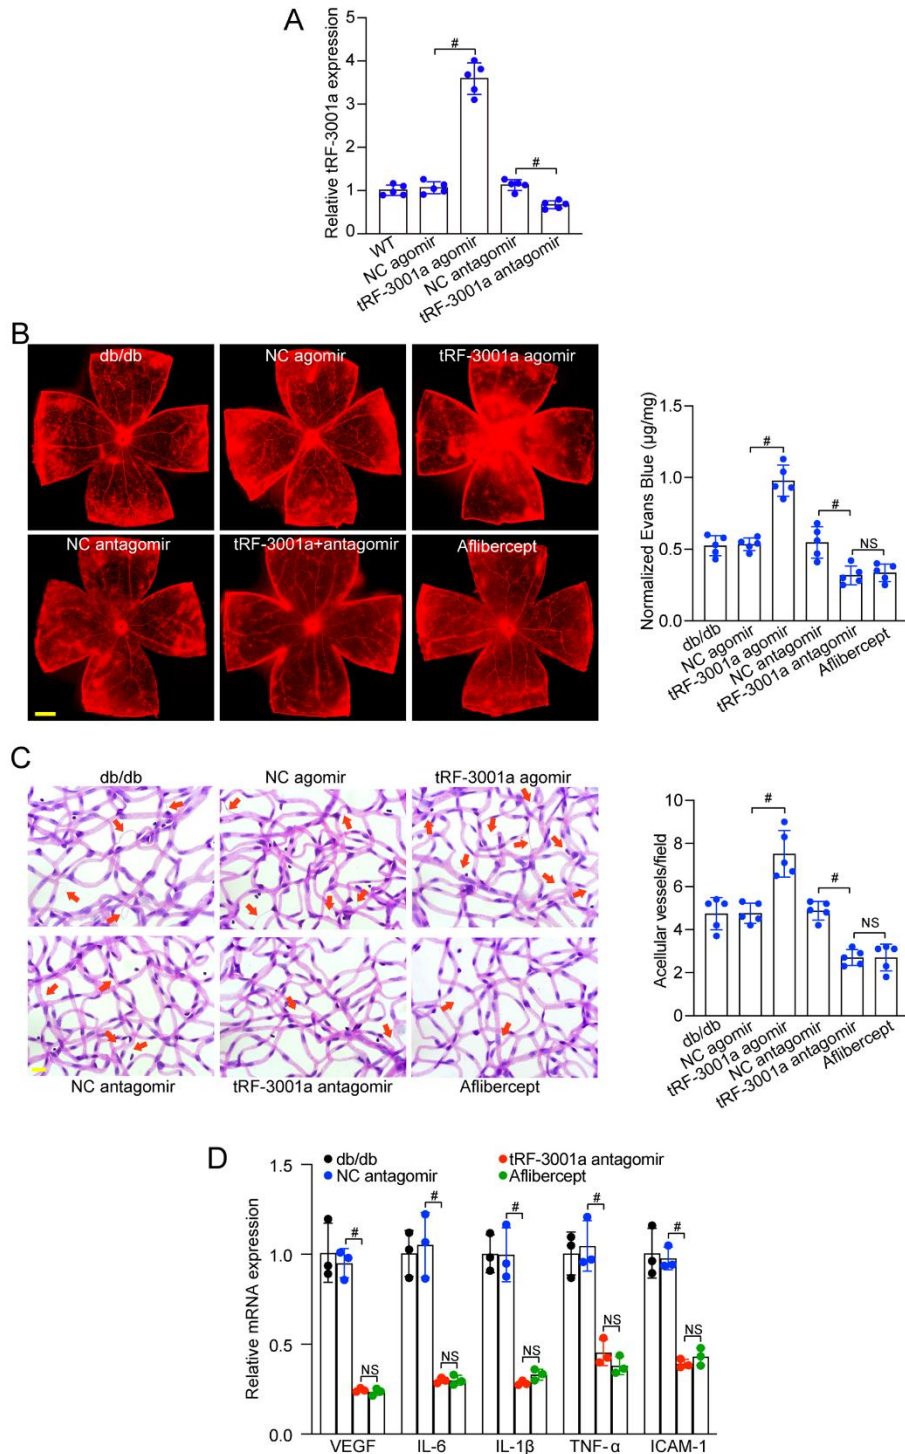 A
Relative tRF-3001a expression
5
4
3
2
1
0
#
#
WT
NC agomir
tRF-3001a agomir
NC antagomir
tRF-3001a antagomir
B
db/db
NC agomir
tRF-3001a agomir
NC antagomir
tRF-3001a+antagomir
Aflibercept
Normalized Evans Blue (µg/mg)
1.5
1.0
0.5
0.0
#
#
NS
db/db
NC agomir
tRF-3001a agomir
NC antagomir
tRF-3001a antagomir
Aflibercept
C
db/db
NC agomir
tRF-3001a agomir
NC antagomir
tRF-3001a antagomir
Aflibercept
Acellular vessels/field
10
8
6
4
2
0
#
#
NS
db/db
NC agomir
tRF-3001a agomir
NC antagomir
tRF-3001a antagomir
Aflibercept
D
db/db
NC antagomir
tRF-3001a antagomir
Aflibercept
Relative mRNA expression
1.5
1.0
0.5
0.0
#
#
#
#
#
NS
NS
NS
NS
NS
VEGF
IL-6
IL-1β
TNF-α
ICAM-1